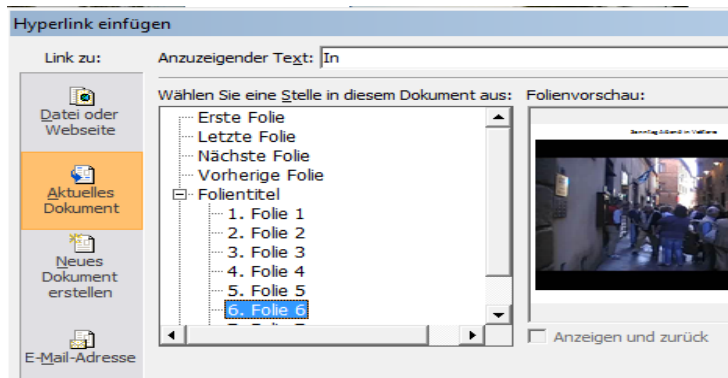 Hyperlink einfügen
Link zu:
Anzuzeigender Text: In
Datei oder
Webseite
Aktuelles
Dokument
Neues
Dokument
erstellen
E-Mail-Adresse
Wählen Sie eine Stelle in diesem Dokument aus:
Erste Folie
Letzte Folie
Nächste Folie
Vorherige Folie
Folientitel
1. Folie 1
2. Folie 2
3. Folie 3
4. Folie 4
5. Folie 5
6. Folie 6
Folienvorschau:
Anzeigen und zurück